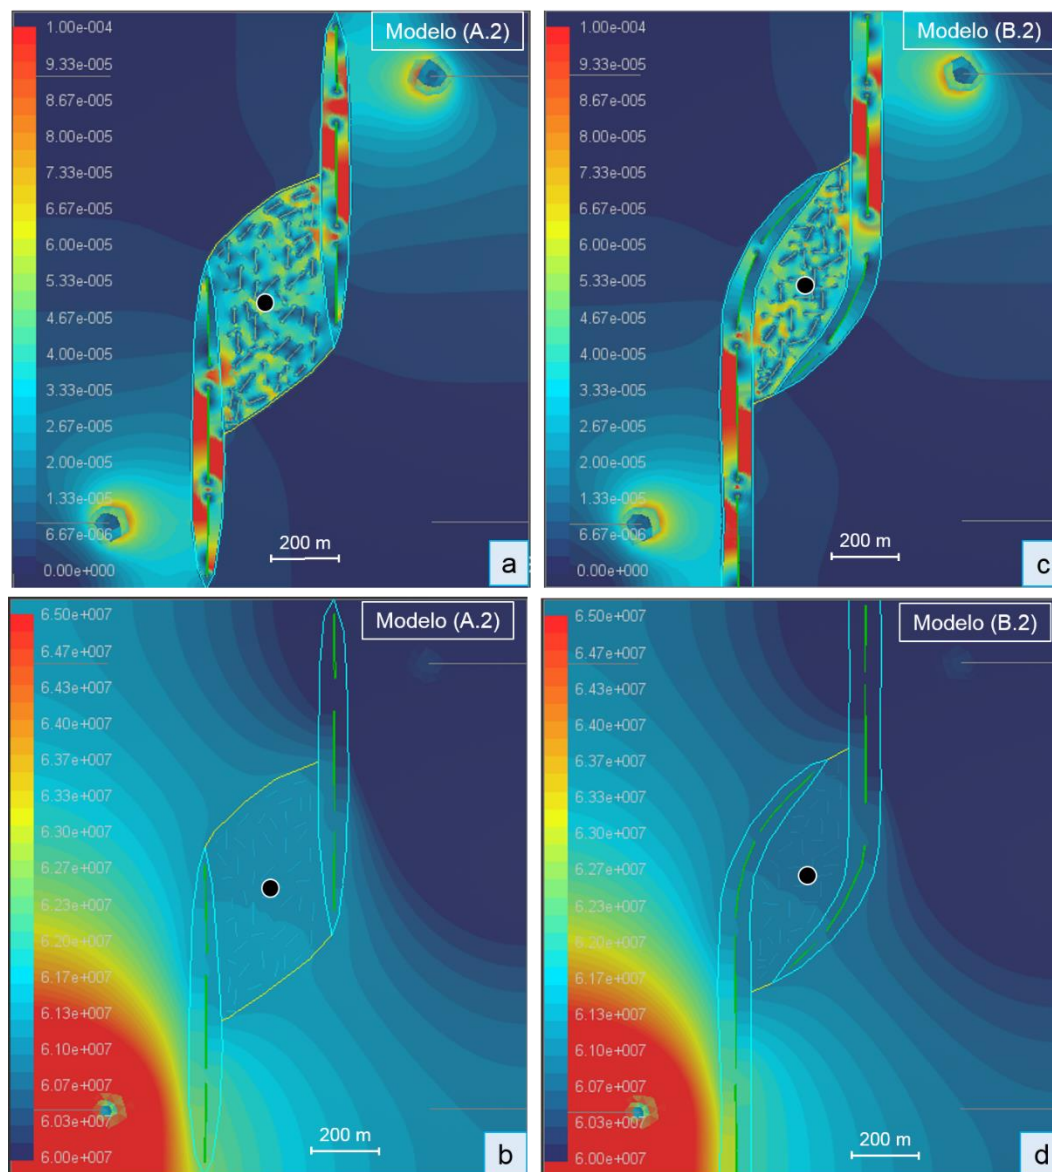 Modelo (A.2)
1.00e-004
9.33e-005
8.67e-005
8.00e-005
7.33e-005
6.67e-005
6.00e-005
5.33e-005
4.67e-005
4.00e-005
3.33e-005
2.67e-005
2.00e-005
1.33e-005
6.67e-006
0.00e+000
200 m
a
Modelo (B.2)
1.00e-004
9.33e-005
8.67e-005
8.00e-005
7.33e-005
6.67e-005
6.00e-005
5.33e-005
4.67e-005
4.00e-005
3.33e-005
2.67e-005
2.00e-005
1.33e-005
6.67e-006
0.00e+000
200 m
c
Modelo (A.2)
6.50e+007
6.47e+007
6.43e+007
6.40e+007
6.37e+007
6.33e+007
6.30e+007
6.27e+007
6.23e+007
6.20e+007
6.17e+007
6.13e+007
6.10e+007
6.07e+007
6.03e+007
6.00e+007
200 m
b
Modelo (B.2)
6.50e+007
6.47e+007
6.43e+007
6.40e+007
6.37e+007
6.33e+007
6.30e+007
6.27e+007
6.23e+007
6.20e+007
6.17e+007
6.13e+007
6.10e+007
6.07e+007
6.03e+007
6.00e+007
200 m
d